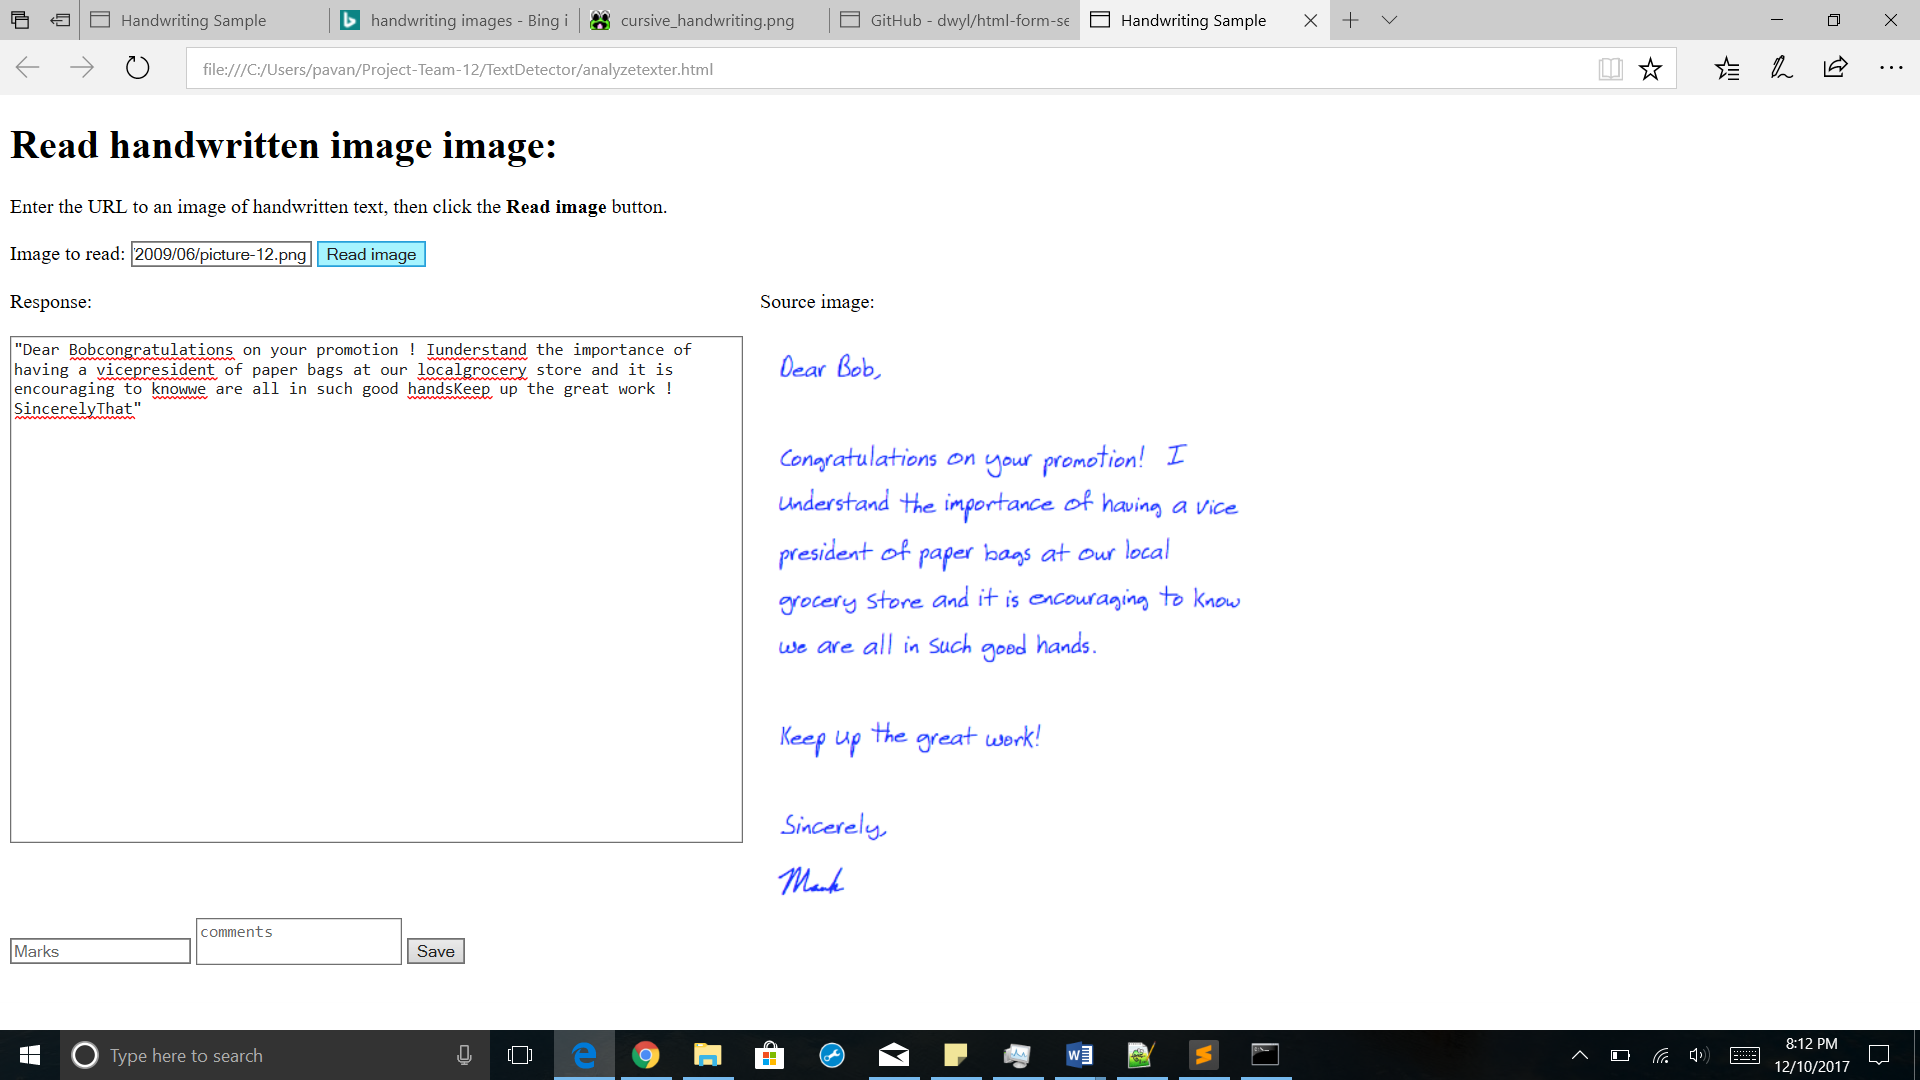 Handwriting Sample
handwriting images - Bing i
cursive_handwriting.png
GitHub - dwyl/html-form-se
Handwriting Sample
file:///C:/Users/pavan/Project-Team-12/TextDetector/analyzetexter.html
Read handwritten image image:
Enter the URL to an image of handwritten text, then click the Read image button.
Image to read: 2009/06/picture-12.png Read image
Response:
"Dear Bobcongratulations on your promotion ! Iunderstand the importance of
having a vicepresident of paper bags at our localgrocery store and it is
encouraging to knowwe are all in such good handsKeep up the great work !
SincerelyThat"
Source image:
Dear Bob,
Congratulations on your promotion! I
understand the importance of having a vice
president of paper bags at our local
grocery store and it is encouraging to know
we are all in such good hands.
Keep up the great work!
Sincerely,
Mark
Marks
comments
Save
Type here to search
8:12 PM
12/10/2017